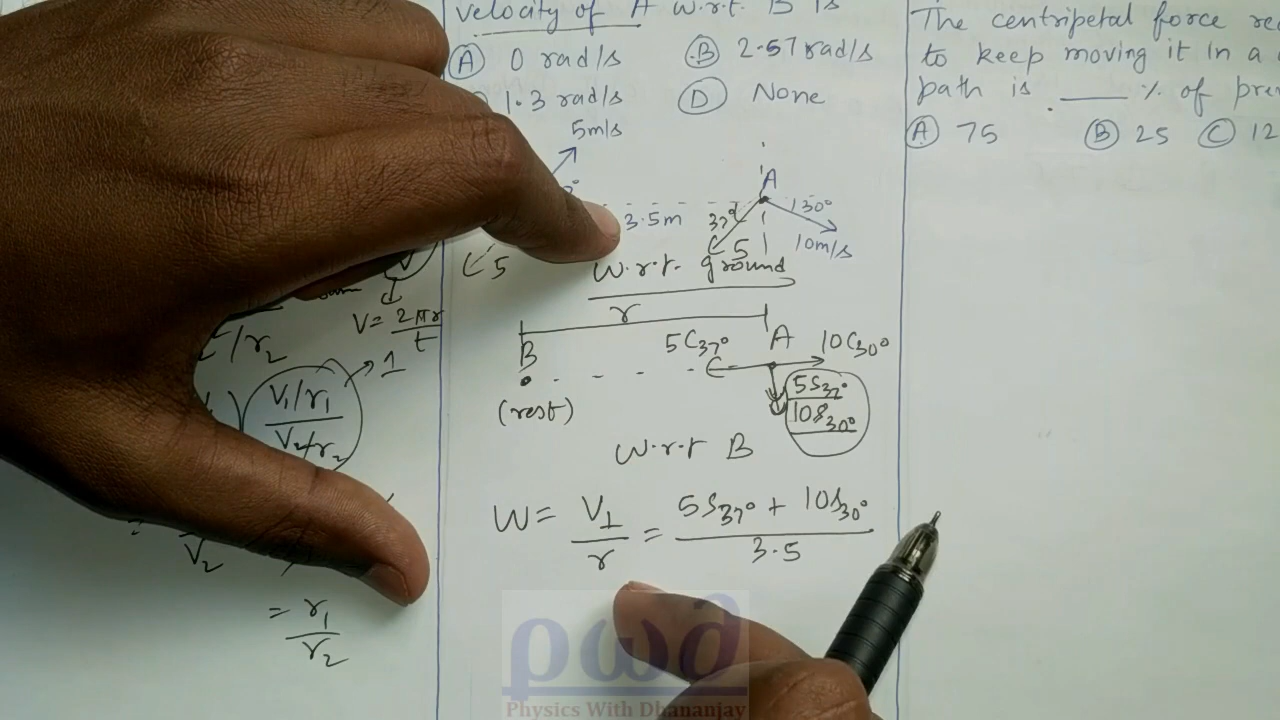 velocity of A w.r.t. B is
(A) 0 rad/s (B) 2.57 rad/s
1.3 rad/s (D) None
5m/s
A
3.5m 37° 30°
5 5 10m/s
w.r.t. ground
r
B 5C37° A 10C30°
(rest) 5S37°
10S30°
w.r.t B
W = V⊥/r = (5S37° + 10S30°)/3.5
V = 2πr/t
/r2
V1/r1 → 1
V2/r2
V2
= r1/r2
The centripetal force re
to keep moving it in a
path is ____ % of pre
(A) 75 (B) 25 (C) 12
pwd
Physics With Dhananjay